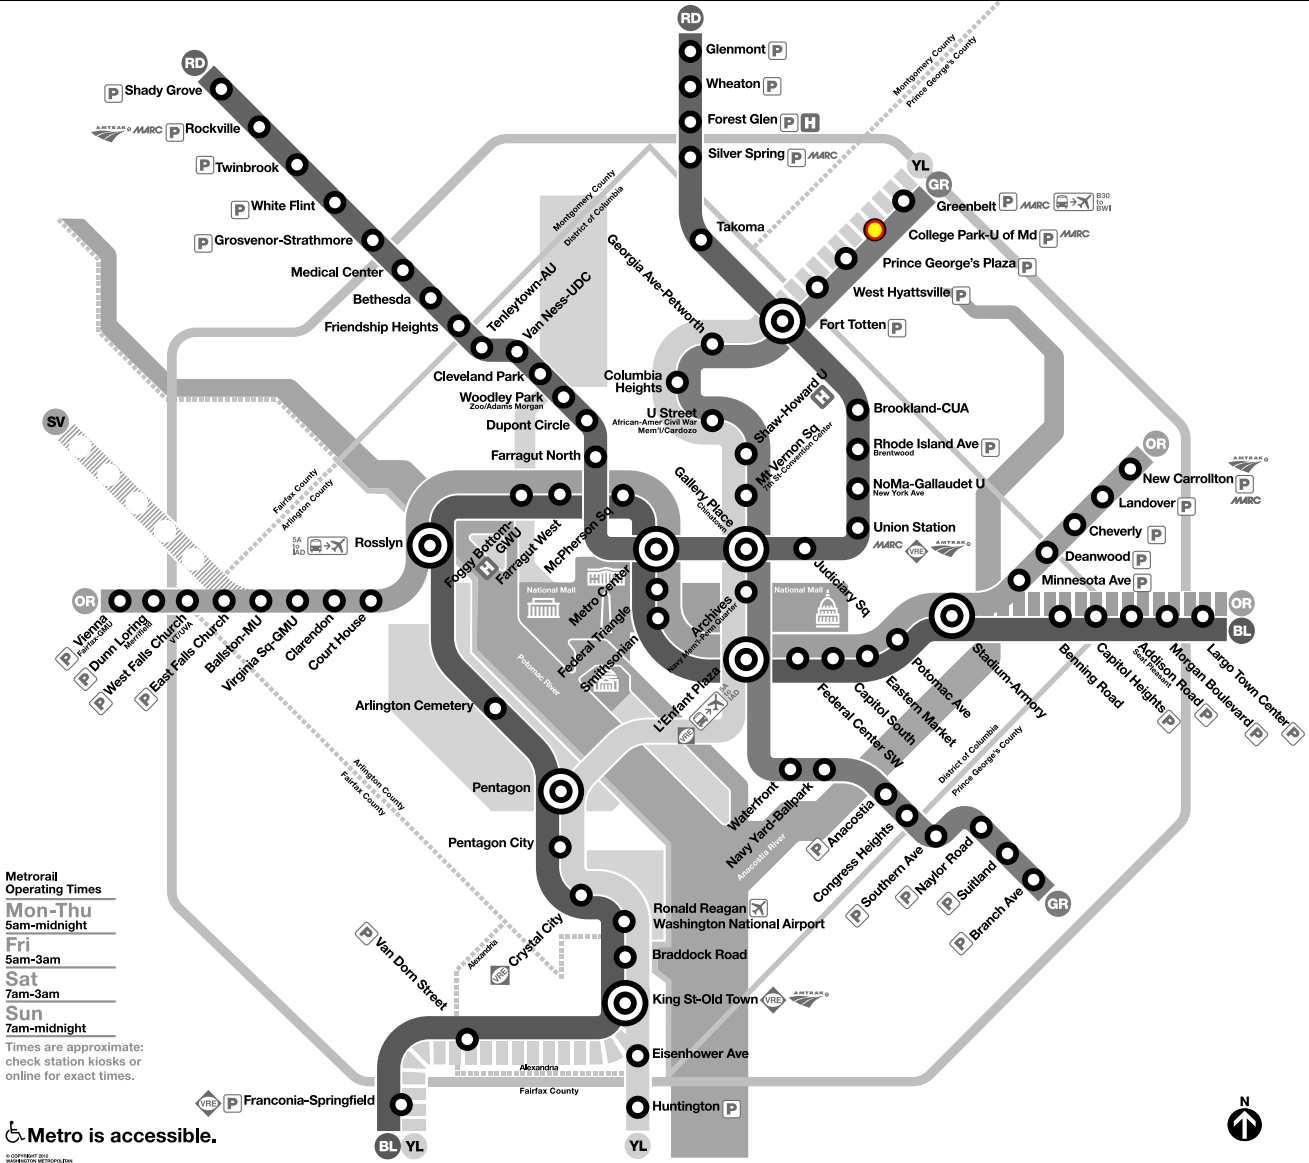 RD
Glenmont P
Wheaton P
Forest Glen P H
Silver Spring P MARC
Takoma
Montgomery County
Prince George's County
RD
P Shady Grove
AMTRAK MARC P Rockville
P Twinbrook
P White Flint
P Grosvenor-Strathmore
Medical Center
Bethesda
Friendship Heights
Tenleytown-AU
Van Ness-UDC
Cleveland Park
Woodley Park
Zoo/Adams Morgan
Dupont Circle
Farragut North
Montgomery County
District of Columbia
YL
GR
Greenbelt P MARC
B30
to
BWI
College Park-U of Md P MARC
Prince George's Plaza P
West Hyattsville P
Fort Totten P
Georgia Ave-Petworth
Columbia
Heights
U Street
African-Amer Civil War
Mem'l/Cardozo
Shaw-Howard U
H
Mt Vernon Sq
7th St-Convention Center
Gallery Place
Chinatown
Brookland-CUA
Rhode Island Ave P
Brentwood
NoMa-Gallaudet U
New York Ave
Union Station
MARC VRE AMTRAK
Judiciary Sq
OR
New Carrollton
AMTRAK
P
MARC
Landover P
Cheverly P
Deanwood P
Minnesota Ave P
SV
Fairfax County
Arlington County
5A
to
IAD
Rosslyn
Foggy Bottom-
GWU
H
Farragut West
McPherson Sq
Metro Center
Federal Triangle
Smithsonian
National Mall
National Mall
Archives
Navy Mem'l-Penn Quarter
L'Enfant Plaza
5A
to
IAD
VRE
Potomac River
OR
Vienna
Fairfax-GMU
P
Dunn Loring
Merrifield
P
West Falls Church
VT/UVA
P
East Falls Church
P
Ballston-MU
Virginia Sq-GMU
Clarendon
Court House
Federal Center SW
Capitol South
Eastern Market
Potomac Ave
Stadium-Armory
OR
BL
Benning Road
Capitol Heights P
Addison Road
Seat Pleasant
P
Morgan Boulevard P
Largo Town Center P
District of Columbia
Prince George's County
Arlington Cemetery
Pentagon
Pentagon City
Arlington County
Fairfax County
Crystal City
VRE
Ronald Reagan
Washington National Airport
Braddock Road
King St-Old Town VRE AMTRAK
Eisenhower Ave
Huntington P
YL
Alexandria
Alexandria
Fairfax County
P Van Dorn Street
VRE P Franconia-Springfield
BL YL
Waterfront
Navy Yard-Ballpark
Anacostia River
P Anacostia
Congress Heights
P Southern Ave
P Naylor Road
P Suitland
P Branch Ave
GR
Metrorail
Operating Times
Mon-Thu
5am-midnight
Fri
5am-3am
Sat
7am-3am
Sun
7am-midnight
Times are approximate:
check station kiosks or
online for exact times.
Metro is accessible.
© COPYRIGHT 2012
WASHINGTON METROPOLITAN
N